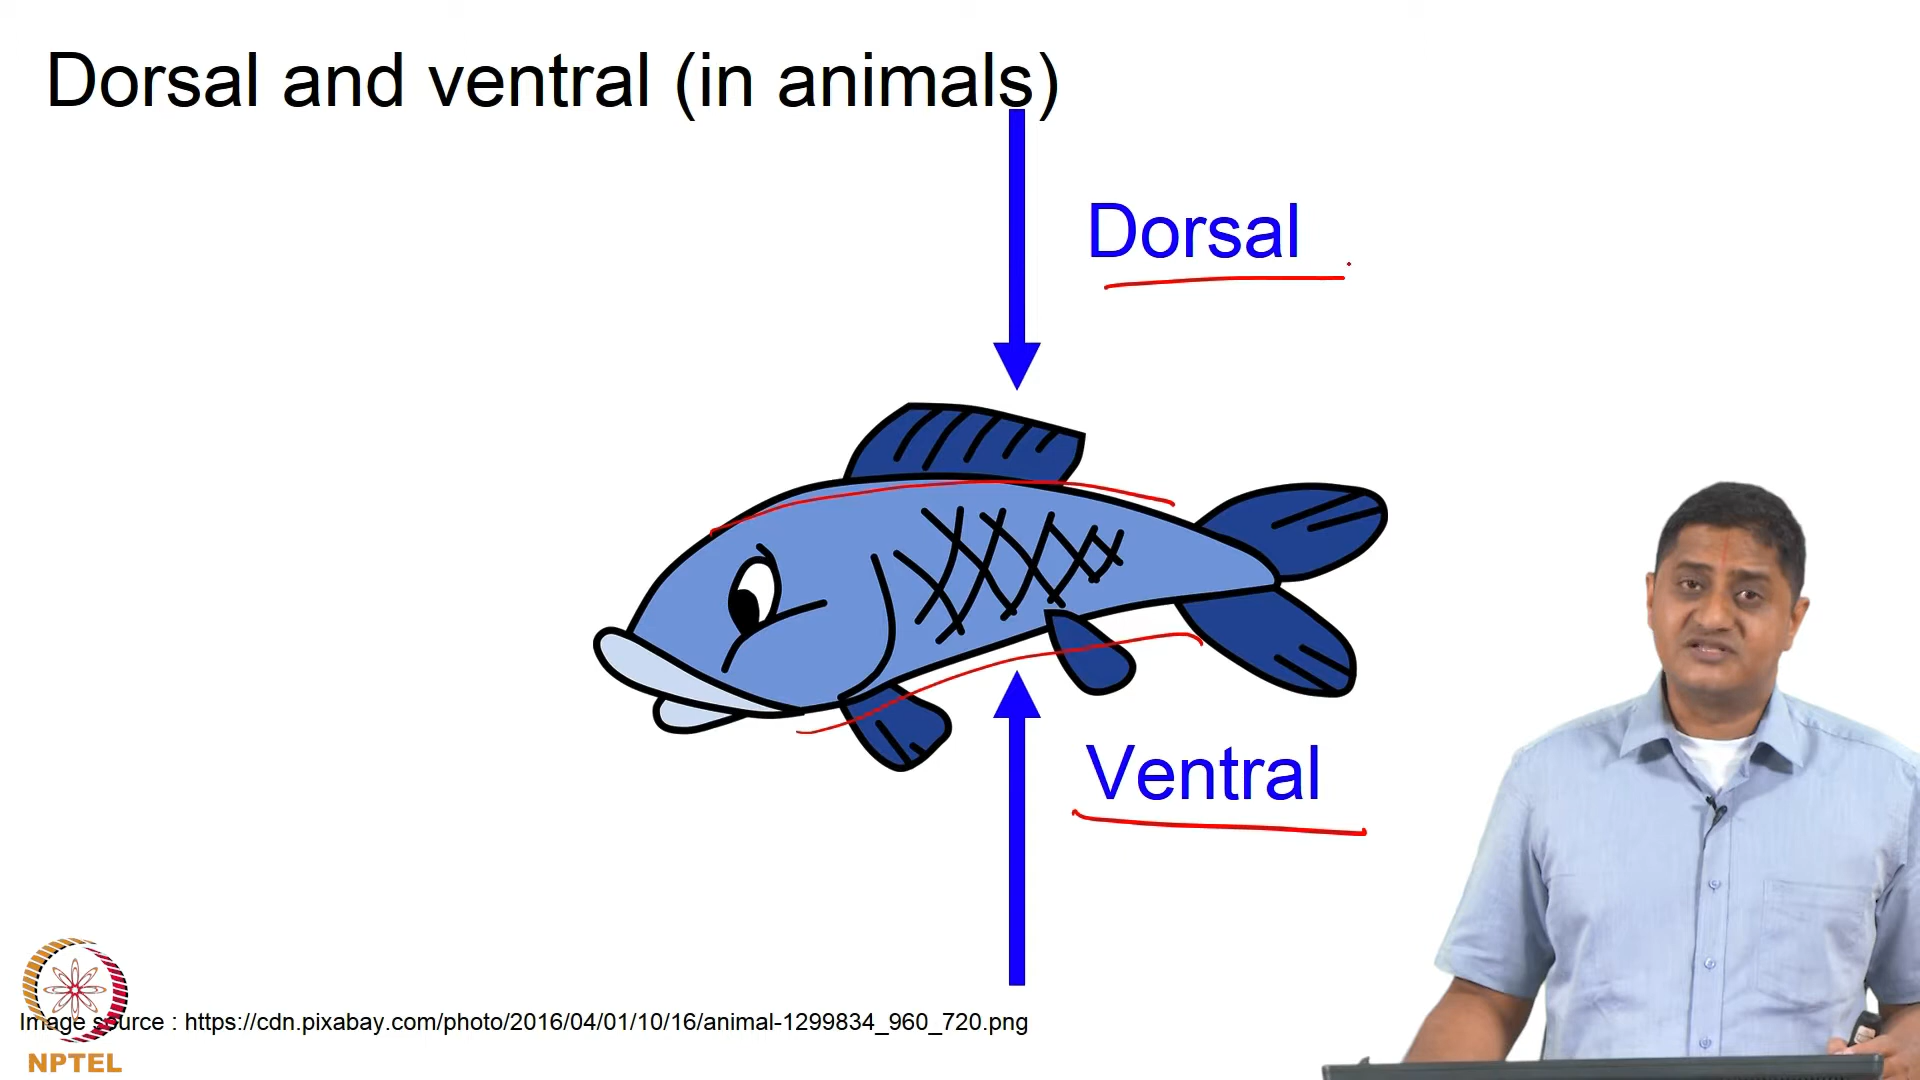 Dorsal and ventral (in animals)
Dorsal
Ventral
Image source : https://cdn.pixabay.com/photo/2016/04/01/10/16/animal-1299834_960_720.png
NPTEL